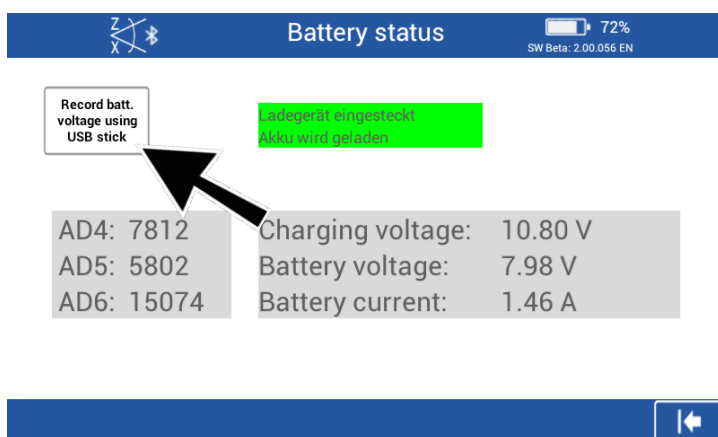 Z
X
Battery status
72%
SW Beta: 2.00.056 EN
Record batt.
voltage using
USB stick
Ladegerät eingesteckt
Akku wird geladen
AD4: 7812
AD5: 5802
AD6: 15074
Charging voltage: 10.80 V
Battery voltage: 7.98 V
Battery current: 1.46 A